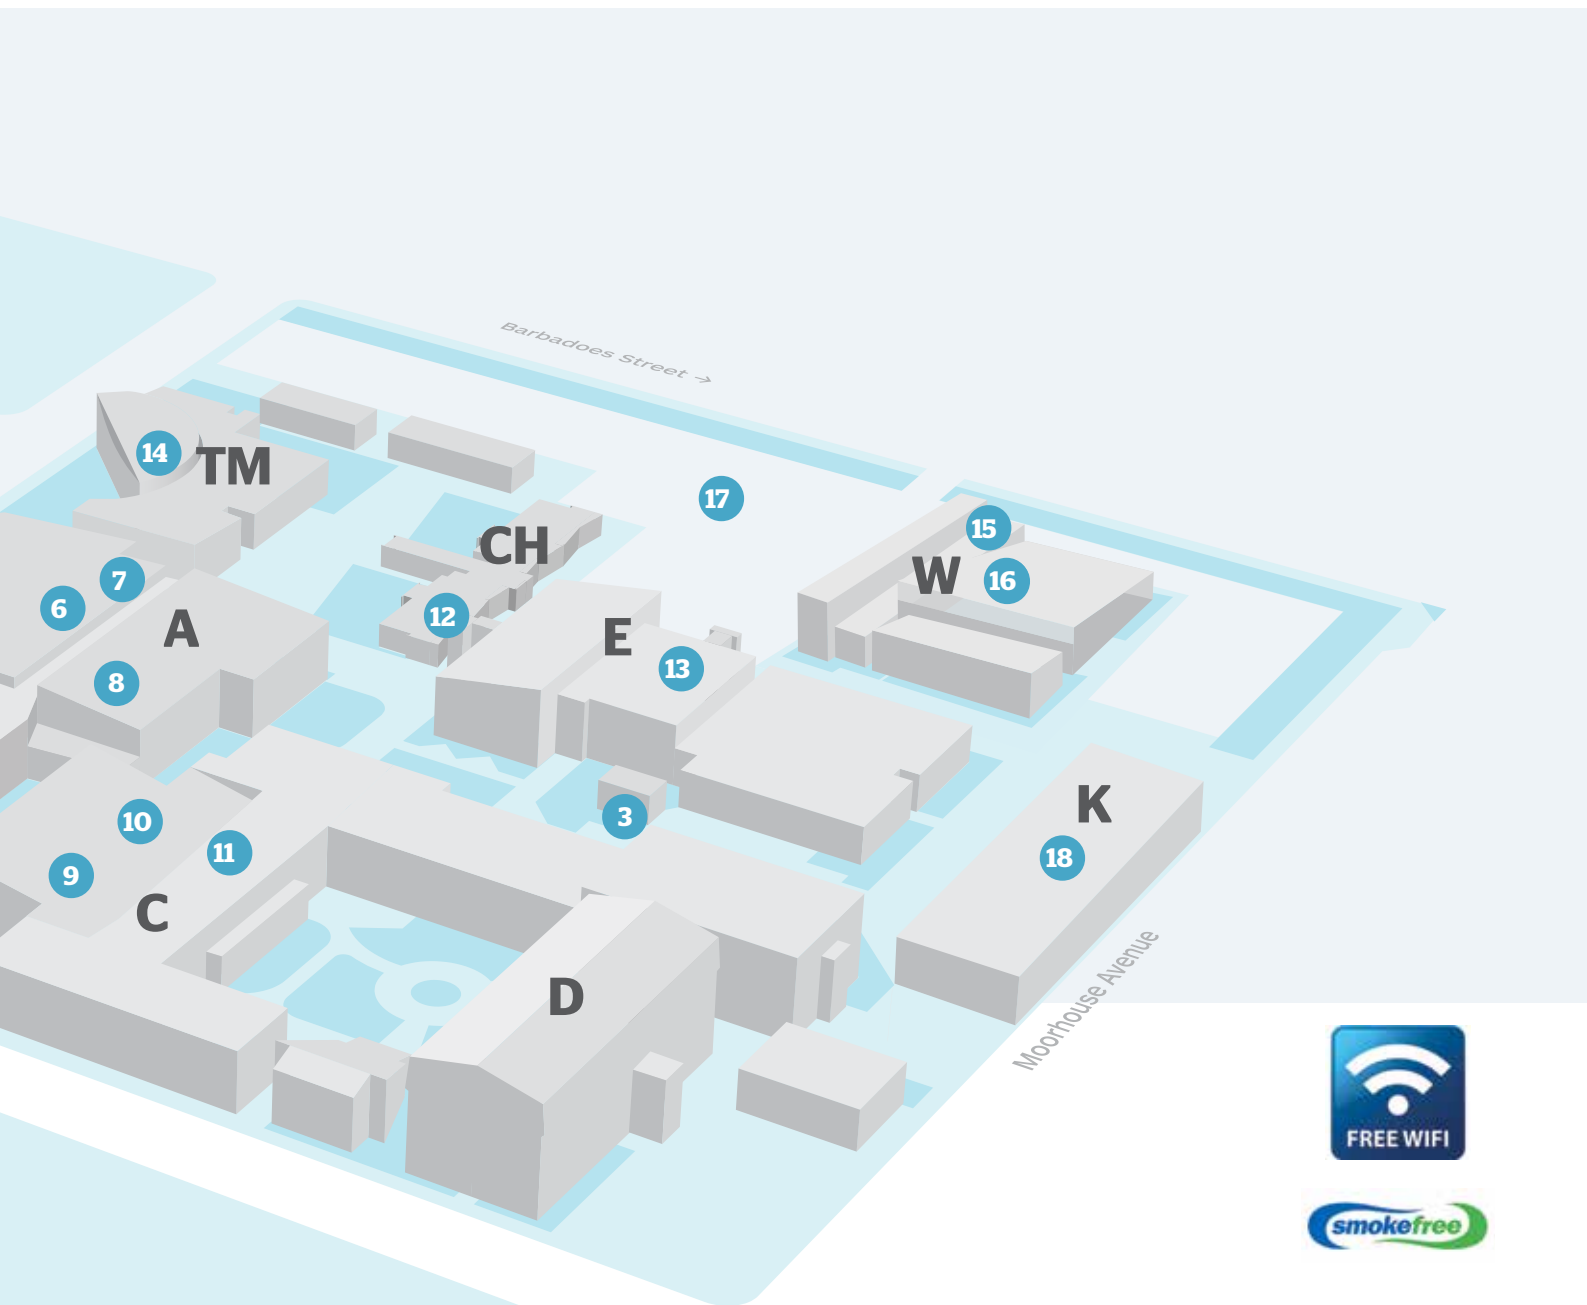 Barbadoes Street →
14
TM
17
CH
15
W
16
7
6
A
12
E
13
8
3
K
10
11
18
9
C
D
Moorhouse Avenue
FREE WIFI
smokefree